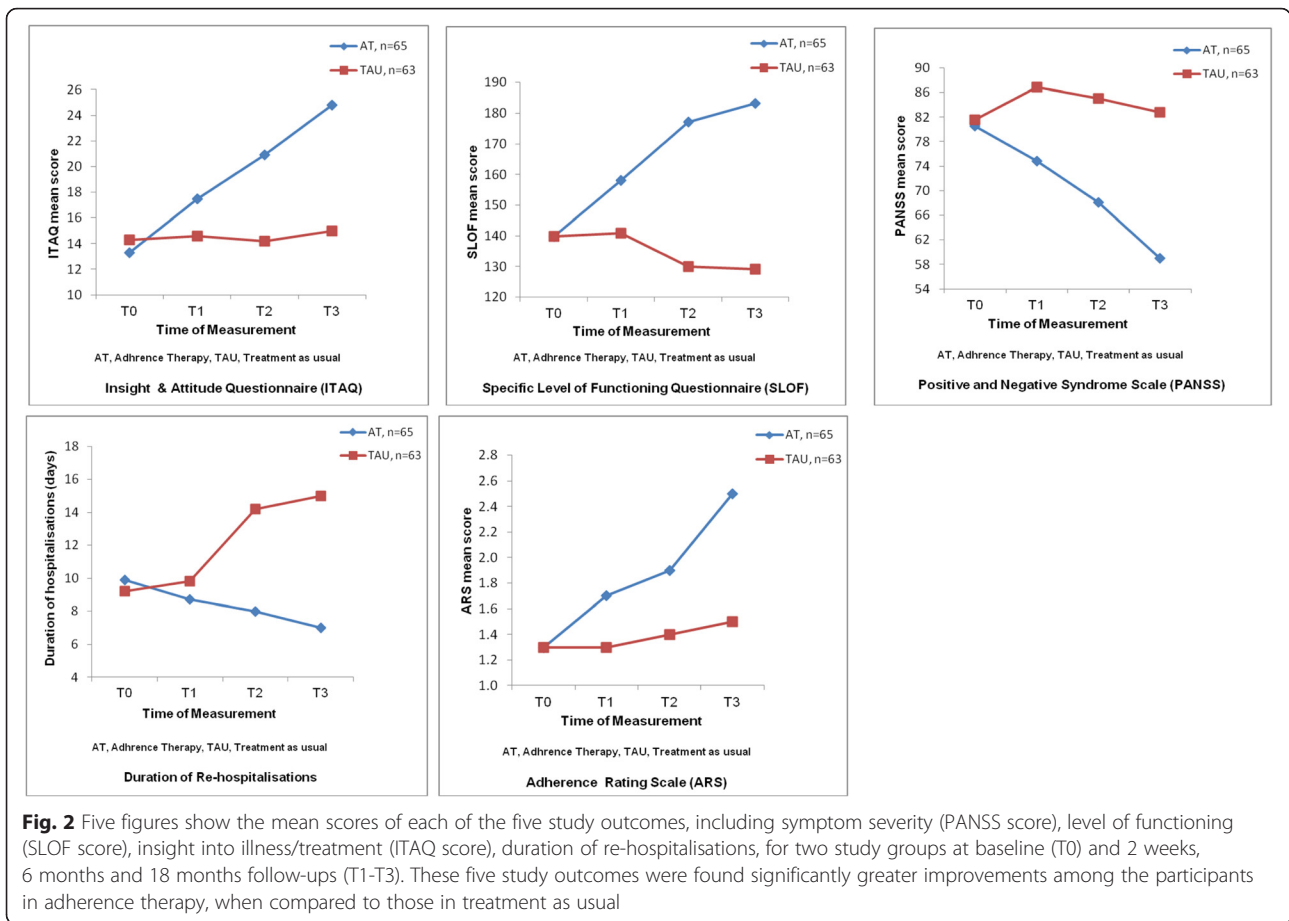 AT, n=65
TAU, n=63
26
24
22
20
18
16
14
12
10
ITAQ mean score
T0 T1 T2 T3
Time of Measurement
AT, Adhrence Therapy, TAU, Treatment as usual
Insight & Attitude Questionnaire (ITAQ)
AT, n=65
TAU, n=63
190
180
170
160
150
140
130
120
SLOF mean score
T0 T1 T2 T3
Time of Measurement
AT, Adhrence Therapy, TAU, Treatment as usual
Specific Level of Functioning Questionnaire (SLOF)
AT, n=65
TAU, n=63
90
86
82
78
74
70
66
62
58
54
PANSS mean score
T0 T1 T2 T3
Time of Measurement
AT, Adhrence Therapy, TAU, Treatment as usual
Positive and Negative Syndrome Scale (PANSS)
AT, n=65
TAU, n=63
18
16
14
12
10
8
6
4
Duration of hospitalisations (days)
T0 T1 T2 T3
Time of Measurement
AT, Adhrence Therapy, TAU, Treatment as usual
Duration of Re-hospitalisations
AT, n=65
TAU, n=63
2.8
2.6
2.4
2.2
2.0
1.8
1.6
1.4
1.2
1.0
ARS mean score
T0 T1 T2 T3
Time of Measurement
AT, Adhrence Therapy, TAU, Treatment as usual
Adherence Rating Scale (ARS)
Fig. 2 Five figures show the mean scores of each of the five study outcomes, including symptom severity (PANSS score), level of functioning
(SLOF score), insight into illness/treatment (ITAQ score), duration of re-hospitalisations, for two study groups at baseline (T0) and 2 weeks,
6 months and 18 months follow-ups (T1-T3). These five study outcomes were found significantly greater improvements among the participants
in adherence therapy, when compared to those in treatment as usual